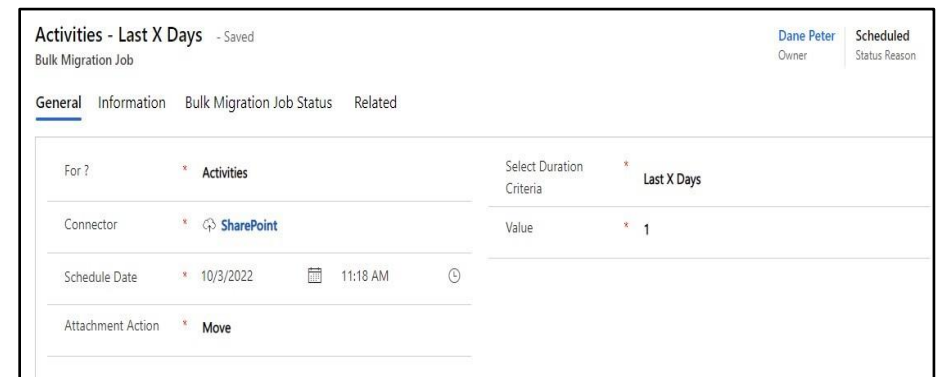 Activities - Last X Days - Saved
Dane Peter
Scheduled
Bulk Migration Job
Owner
Status Reason
General Information Bulk Migration Job Status Related
For ? * Activities
Select Duration Criteria * Last X Days
Connector * SharePoint
Value * 1
Schedule Date * 10/3/2022 11:18 AM
Attachment Action * Move